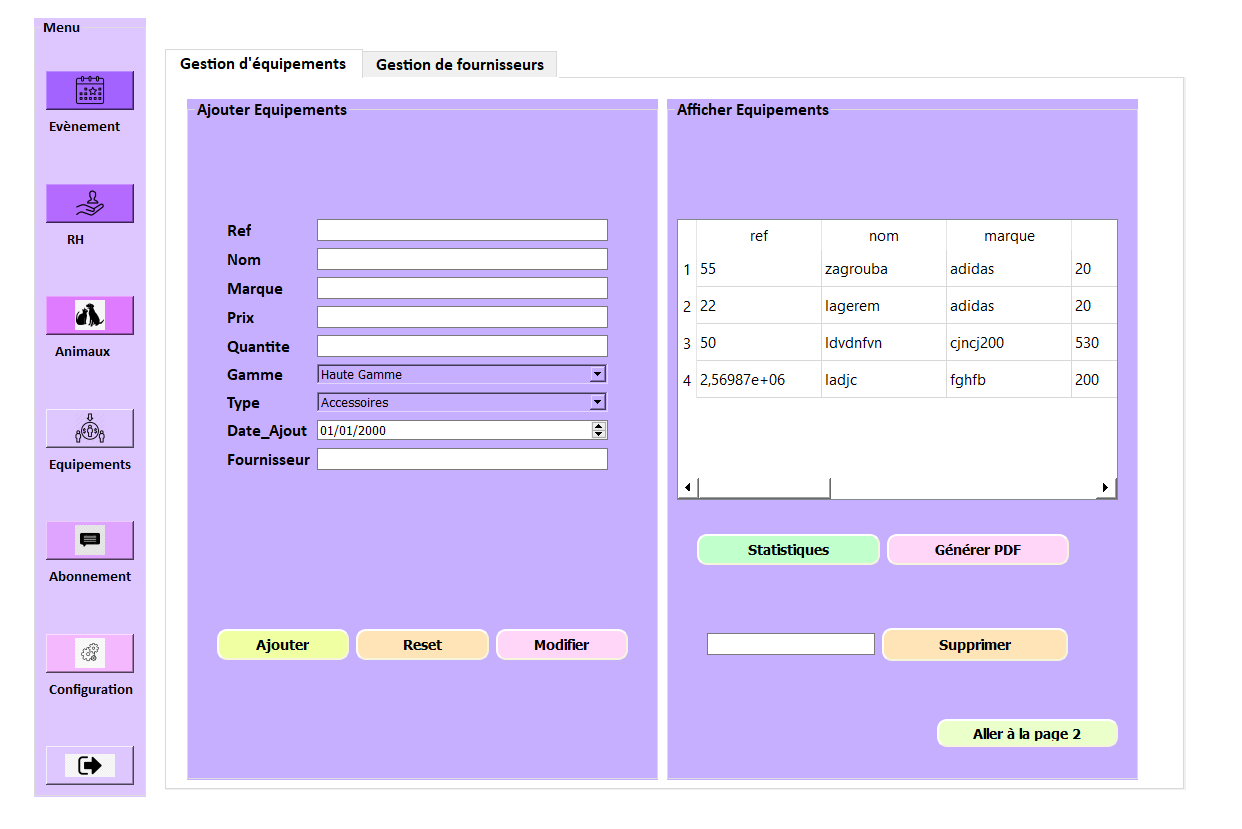 Menu
Evènement
RH
Animaux
Equipements
Abonnement
Configuration
Gestion d'équipements Gestion de fournisseurs
Ajouter Equipements
Ref
Nom
Marque
Prix
Quantite
Gamme Haute Gamme
Type Accessoires
Date_Ajout 01/01/2000
Fournisseur
Ajouter Reset Modifier
Afficher Equipements
ref nom marque
1 55 zagrouba adidas 20
2 22 lagerem adidas 20
3 50 ldvdnfvn cjncj200 530
4 2,56987e+06 ladjc fghfb 200
Statistiques Générer PDF
Supprimer
Aller à la page 2